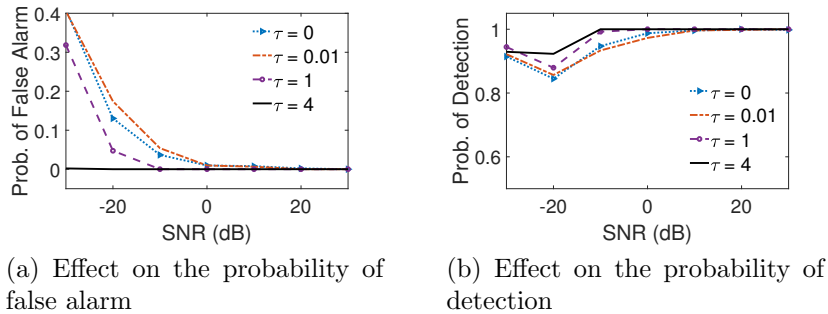 0.4
0.3
0.2
0.1
0
Prob. of False Alarm
τ = 0
τ = 0.01
τ = 1
τ = 4
-20
0
20
SNR (dB)
(a) Effect on the probability of
false alarm
1
0.8
0.6
Prob. of Detection
τ = 0
τ = 0.01
τ = 1
τ = 4
-20
0
20
SNR (dB)
(b) Effect on the probability of
detection